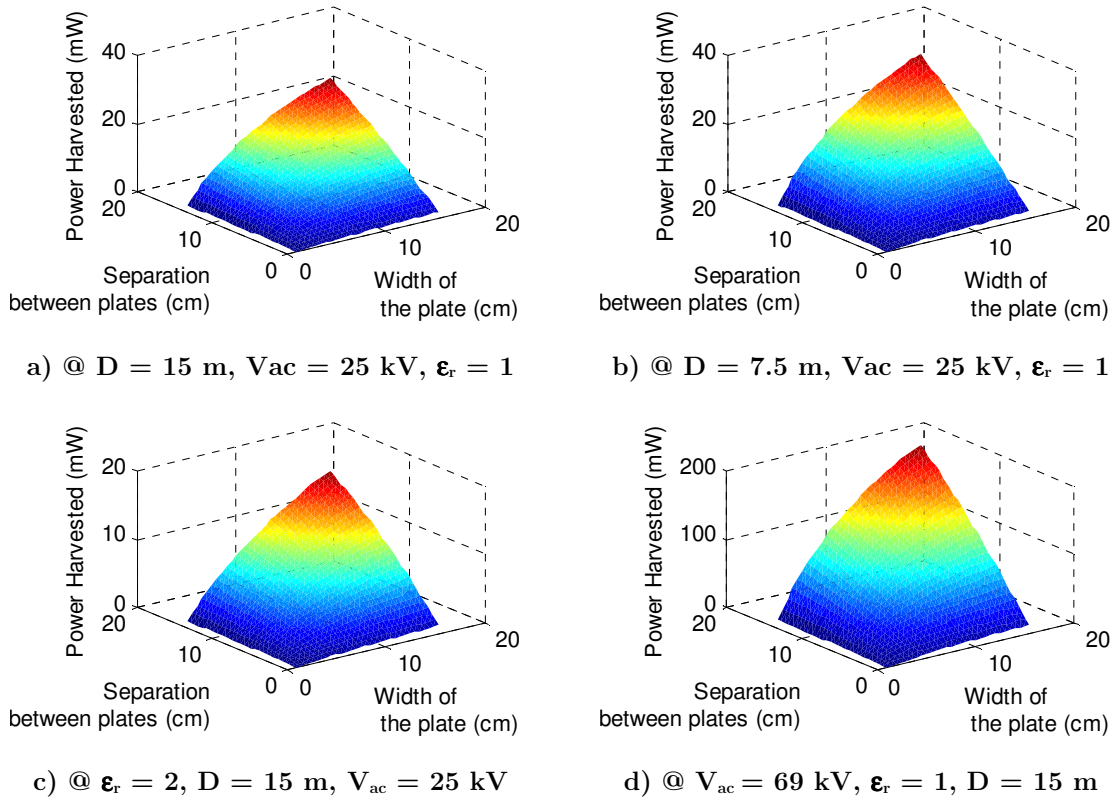 40
20
0
Power Harvested (mW)
20
10
0
Separation
between plates (cm)
0
10
20
Width of
the plate (cm)
a) @ D = 15 m, Vac = 25 kV, εr = 1
40
20
0
Power Harvested (mW)
20
10
0
Separation
between plates (cm)
0
10
20
Width of
the plate (cm)
b) @ D = 7.5 m, Vac = 25 kV, εr = 1
20
10
0
Power Harvested (mW)
20
10
0
Separation
between plates (cm)
0
10
20
Width of
the plate (cm)
c) @ εr = 2, D = 15 m, Vac = 25 kV
200
100
0
Power Harvested (mW)
20
10
0
Separation
between plates (cm)
0
10
20
Width of
the plate (cm)
d) @ Vac = 69 kV, εr = 1, D = 15 m